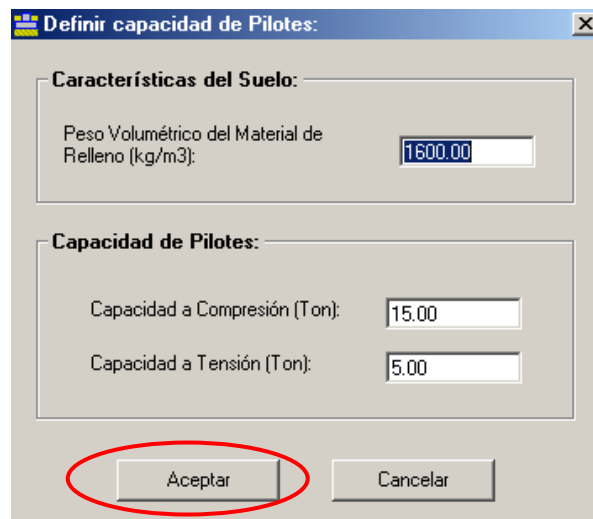 Definir capacidad de Pilotes:
Características del Suelo:
Peso Volumétrico del Material de
Relleno (kg/m3):
1600.00
Capacidad de Pilotes:
Capacidad a Compresión (Ton):
15.00
Capacidad a Tensión (Ton):
5.00
Aceptar
Cancelar